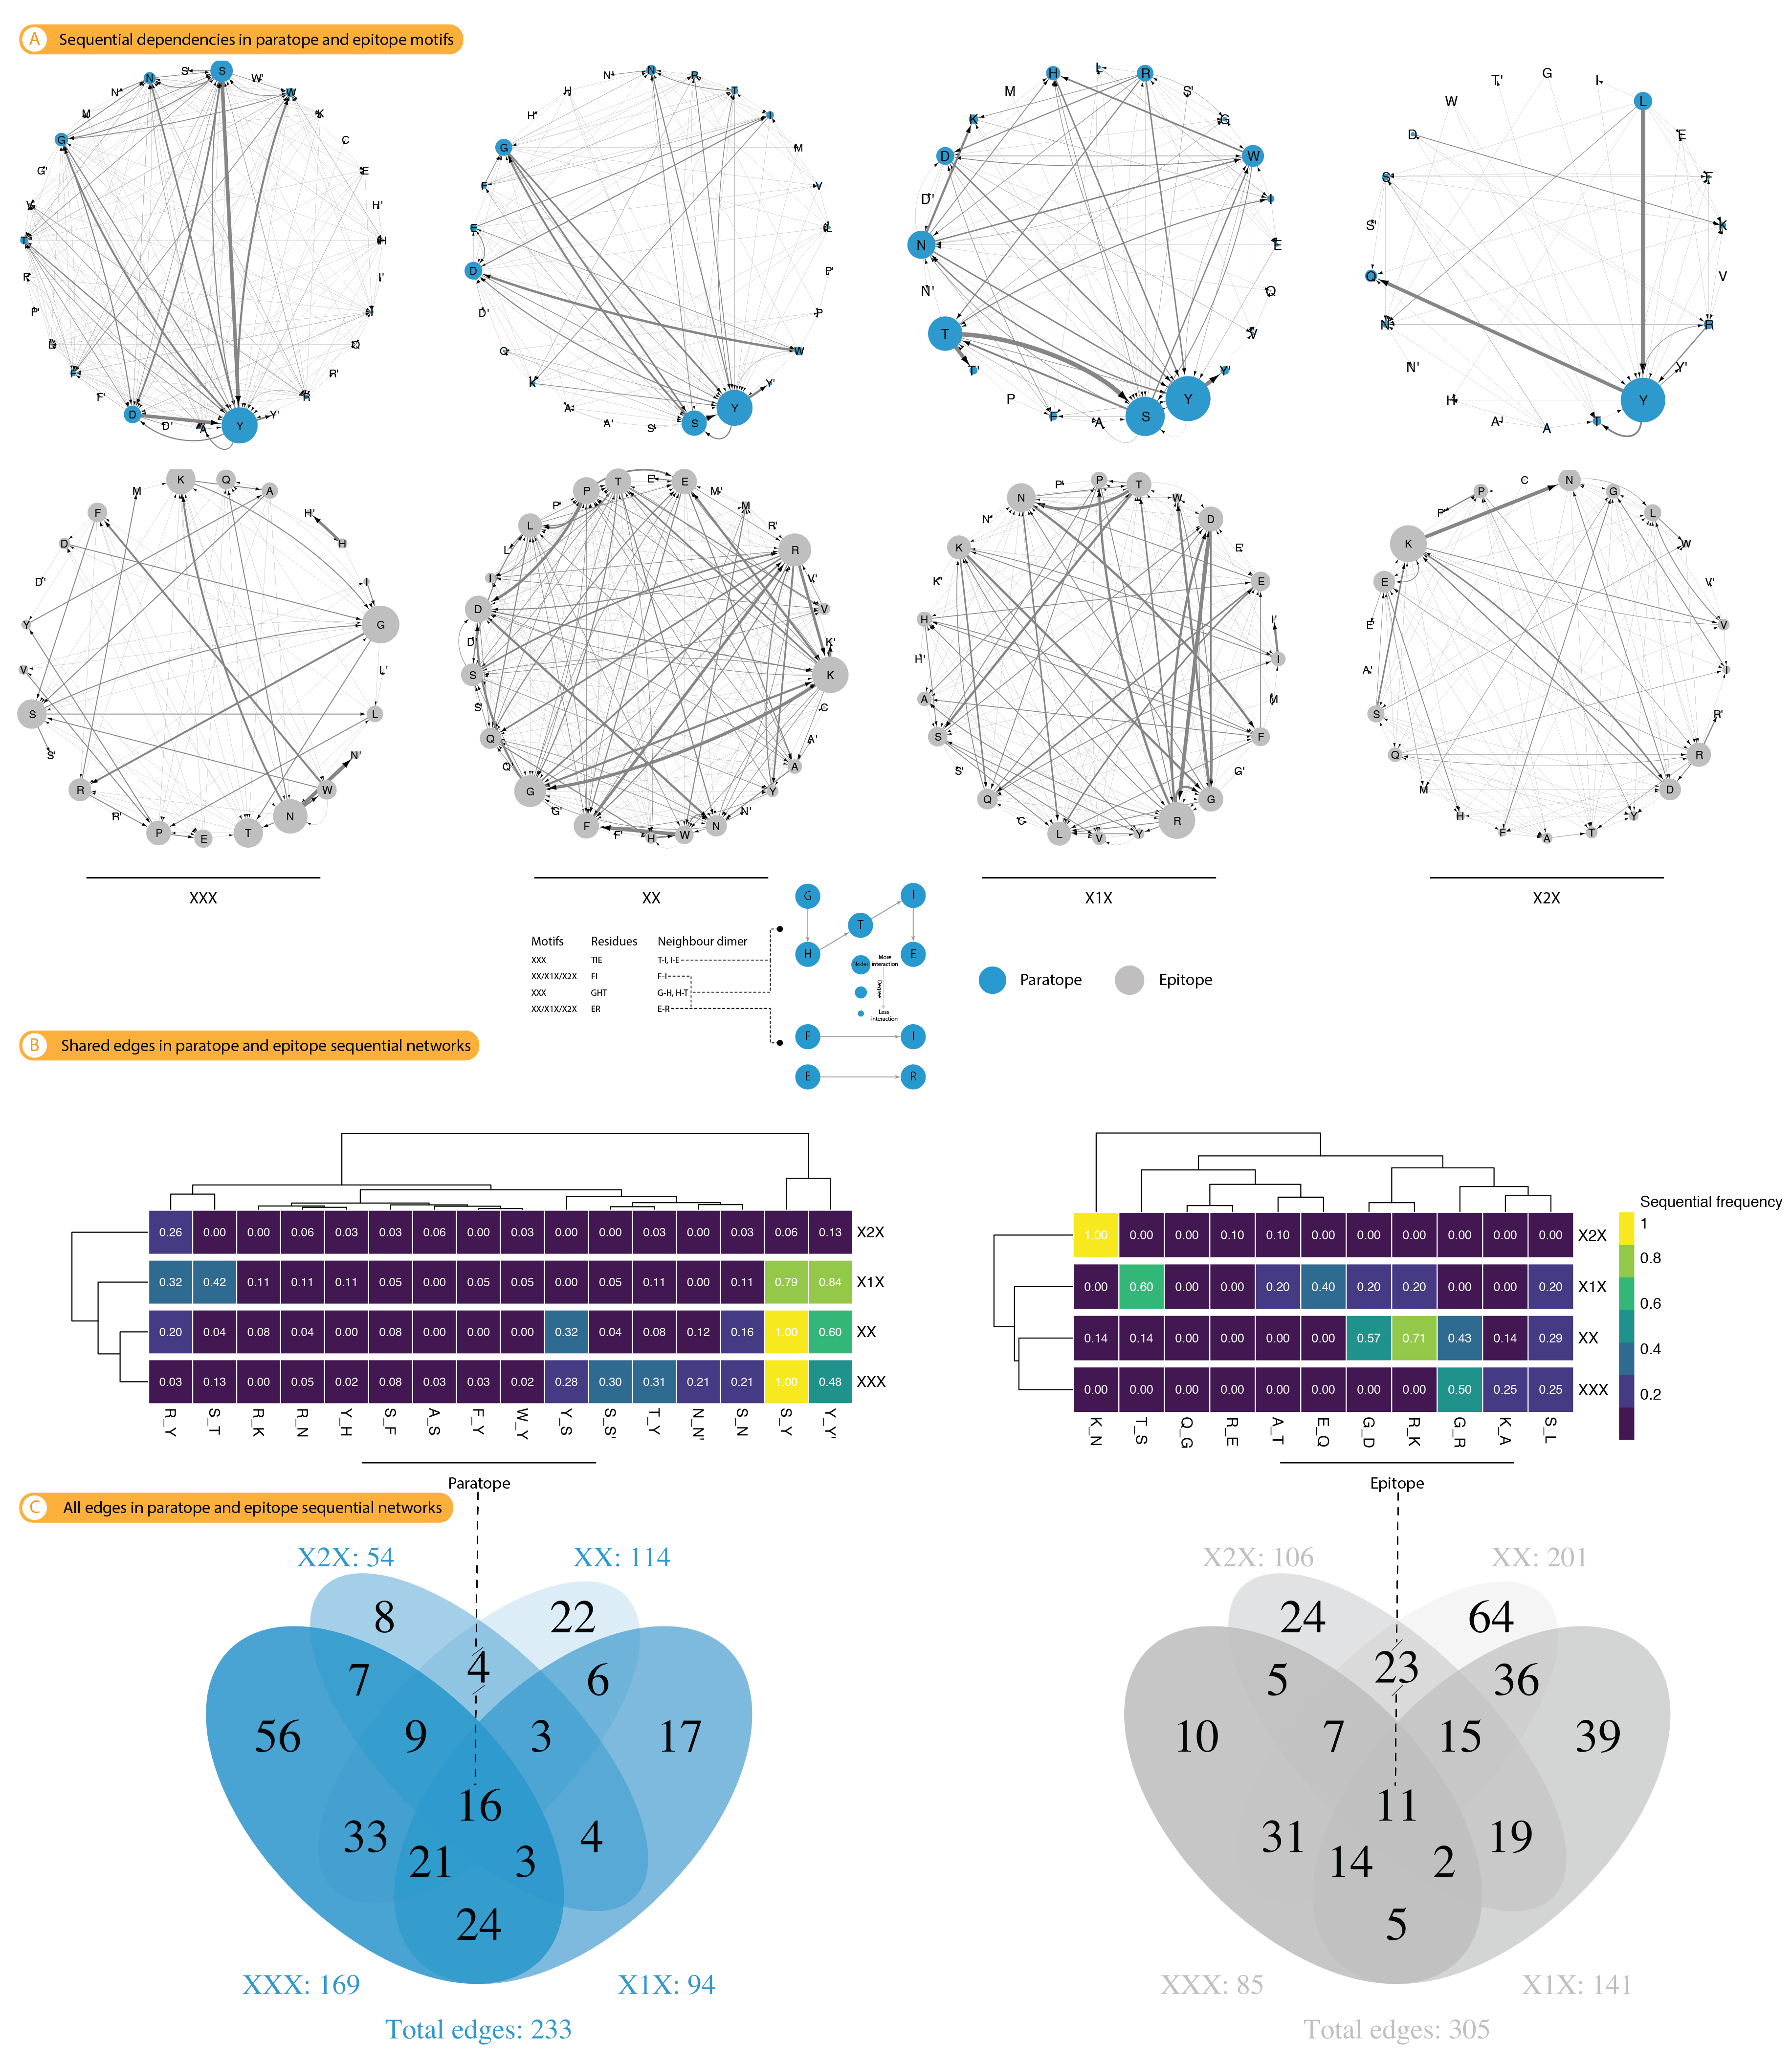 A Sequential dependencies in paratope and epitope motifs
S W' W K C E H' H I' Q R' R Y' Y A D' D F' F P' R' T V G' G M N' N S'
N R T I M V L P' P W Y' Y S S' A' A K Q D' D E F G H' H N'
H L R S' G W I E Q V Y' Y S A F P T' T N' N D' D K M
T' G I L E F K V R Y' Y T A A' H N' N Q S' S D W
K Q A H' H I G L' L N' W N T E P R' R S' S V Y D' D F M
P T E' E M' M R' R V' V K' K C A' A Y N' N W H F' F G' G Q' Q S' S D' D I L' L P'
N P' P T W D E' E I' I M F G' G R Y V L C Q S' S A H' H K' K N'
K P' P C N G L W V' V I R' R D Y T A F H M Q S A' E' E
XXX
XX
X1X
X2X
Motifs Residues Neighbour dimer
XXX TIE T-I, I-E
XX/X1X/X2X FI F-I
XXX GHT G-H, H-T
XX/X1X/X2X ER E-R
G
I
T
H
E
Nodes
More
interaction
Degree
Less
interaction
F
I
E
R
Paratope
Epitope
B Shared edges in paratope and epitope sequential networks
0.26 0.00 0.00 0.06 0.03 0.03 0.06 0.00 0.03 0.00 0.00 0.03 0.00 0.03 0.06 0.13 X2X
0.32 0.42 0.11 0.11 0.11 0.05 0.00 0.05 0.05 0.00 0.05 0.11 0.00 0.11 0.79 0.84 X1X
0.20 0.04 0.08 0.04 0.00 0.08 0.00 0.00 0.00 0.32 0.04 0.08 0.12 0.16 1.00 0.60 XX
0.03 0.13 0.00 0.05 0.02 0.08 0.03 0.03 0.02 0.28 0.30 0.31 0.21 0.21 1.00 0.48 XXX
R_Y S_T R_K R_N Y_H S_F A_S F_Y W_Y Y_S S_S' T_Y N_N' S_N S_Y Y_Y'
Paratope
1.00 0.00 0.00 0.10 0.10 0.00 0.00 0.00 0.00 0.00 0.00 X2X
0.00 0.60 0.00 0.00 0.20 0.40 0.20 0.20 0.00 0.00 0.20 X1X
0.14 0.14 0.00 0.00 0.00 0.00 0.57 0.71 0.43 0.14 0.29 XX
0.00 0.00 0.00 0.00 0.00 0.00 0.00 0.00 0.50 0.25 0.25 XXX
K_N T_S Q_G R_E A_T E_Q G_D R_K G_R K_A S_L
Epitope
Sequential frequency
1
0.8
0.6
0.4
0.2
C All edges in paratope and epitope sequential networks
X2X: 54 XX: 114
8 22
7 4 6
56 9 3 17
16
33 21 3 4
24
XXX: 169 X1X: 94
Total edges: 233
X2X: 106 XX: 201
24 64
5 23 36
10 7 15 39
11
31 14 2 19
5
XXX: 85 X1X: 141
Total edges: 305